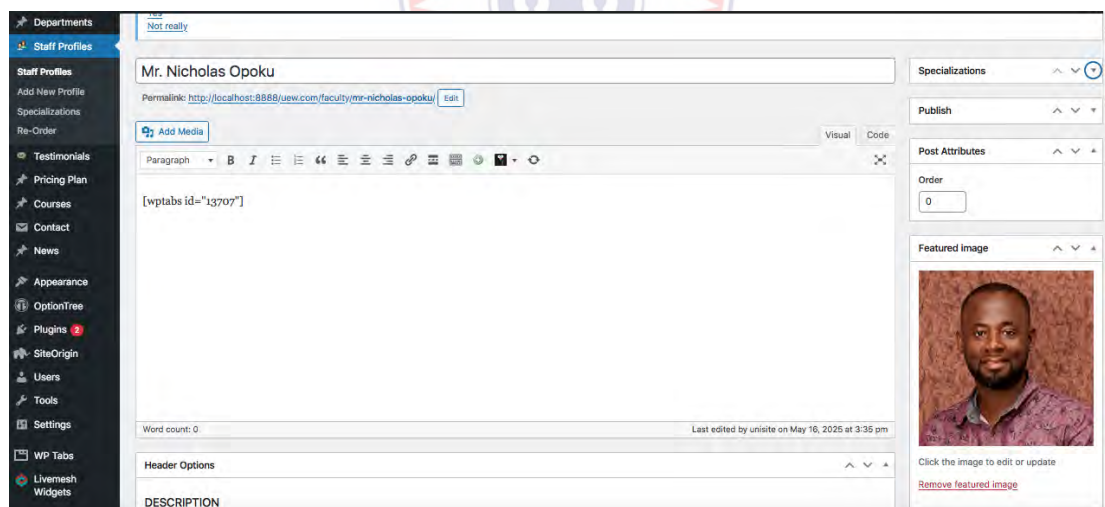 Departments
Staff Profiles
Staff Profiles
Add New Profile
Specializations
Re-Order
Testimonials
Pricing Plan
Courses
Contact
News
Appearance
OptionTree
Plugins 2
SiteOrigin
Users
Tools
Settings
WP Tabs
Livemesh
Widgets
Yes
Not really
Mr. Nicholas Opoku
Permalink: http://localhost:8888/uew.com/faculty/mr-nicholas-opoku/ Edit
Add Media
Visual Code
Paragraph B I
[wptabs id="13707"]
Word count: 0 Last edited by unisite on May 16, 2025 at 3:35 pm
Header Options
DESCRIPTION
Specializations
Publish
Post Attributes
Order
0
Featured image
Click the image to edit or update
Remove featured image